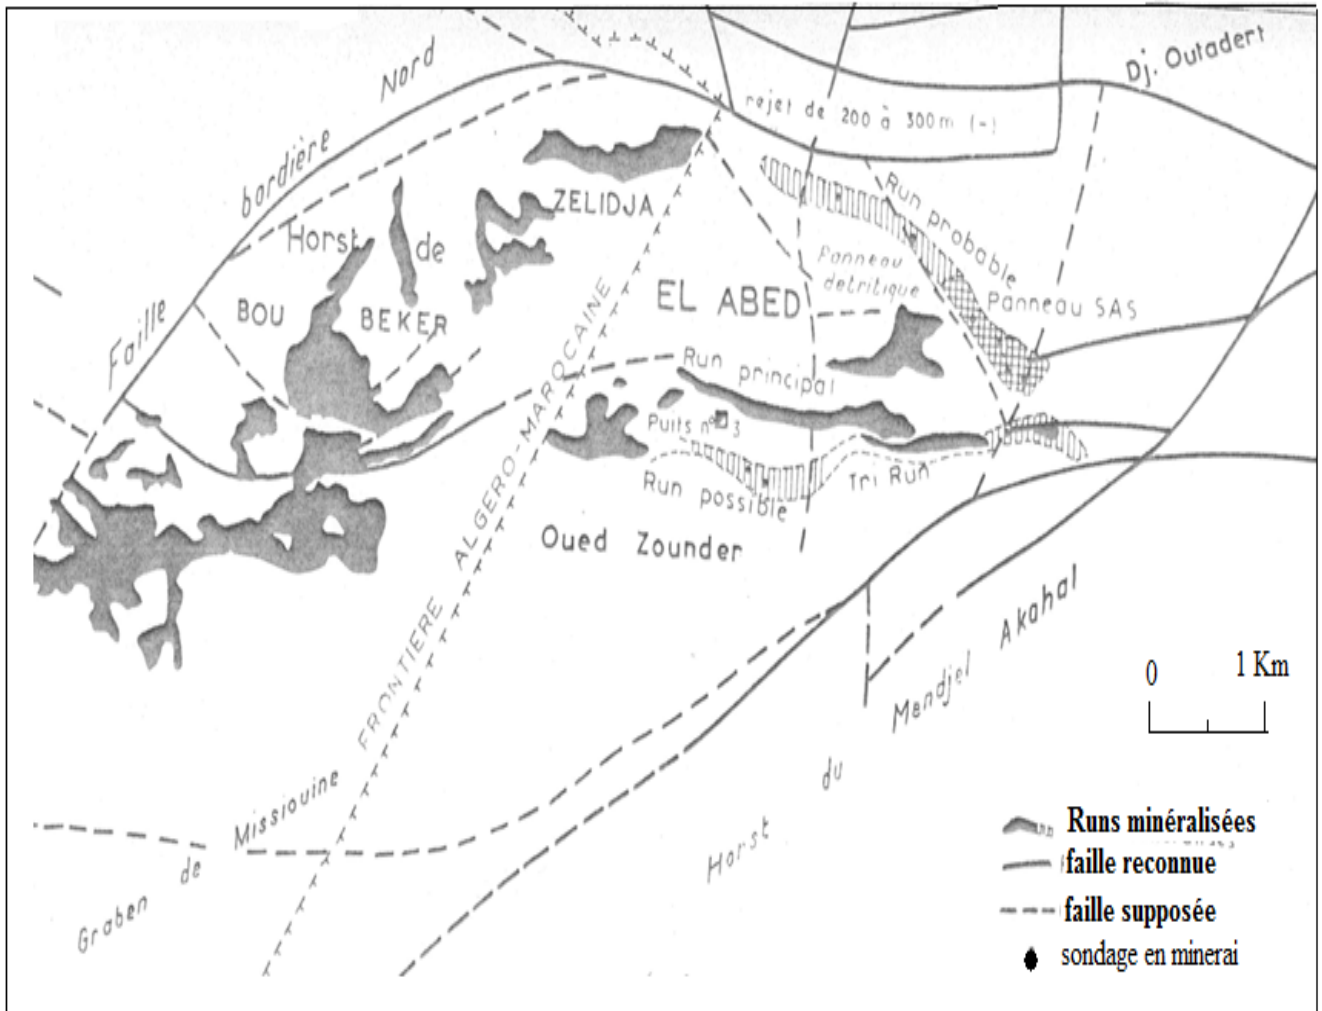 Faille bordière Nord
rejet de 200 à 300m (-)
Dj. Outadert
Horst de
BOU BEKER
ZELIDJA
Run probable
Panneau
detritique
Panneau SAS
EL ABED
Run principal
Puits n° 3
Run possible
Tri Run
Oued Zounder
FRONTIÈRE ALGERO-MAROCAINE
Graben de Missiouine
Horst du Mendjel Akahal
0 1 Km
Runs minéralisées
faille reconnue
faille supposée
sondage en minerai